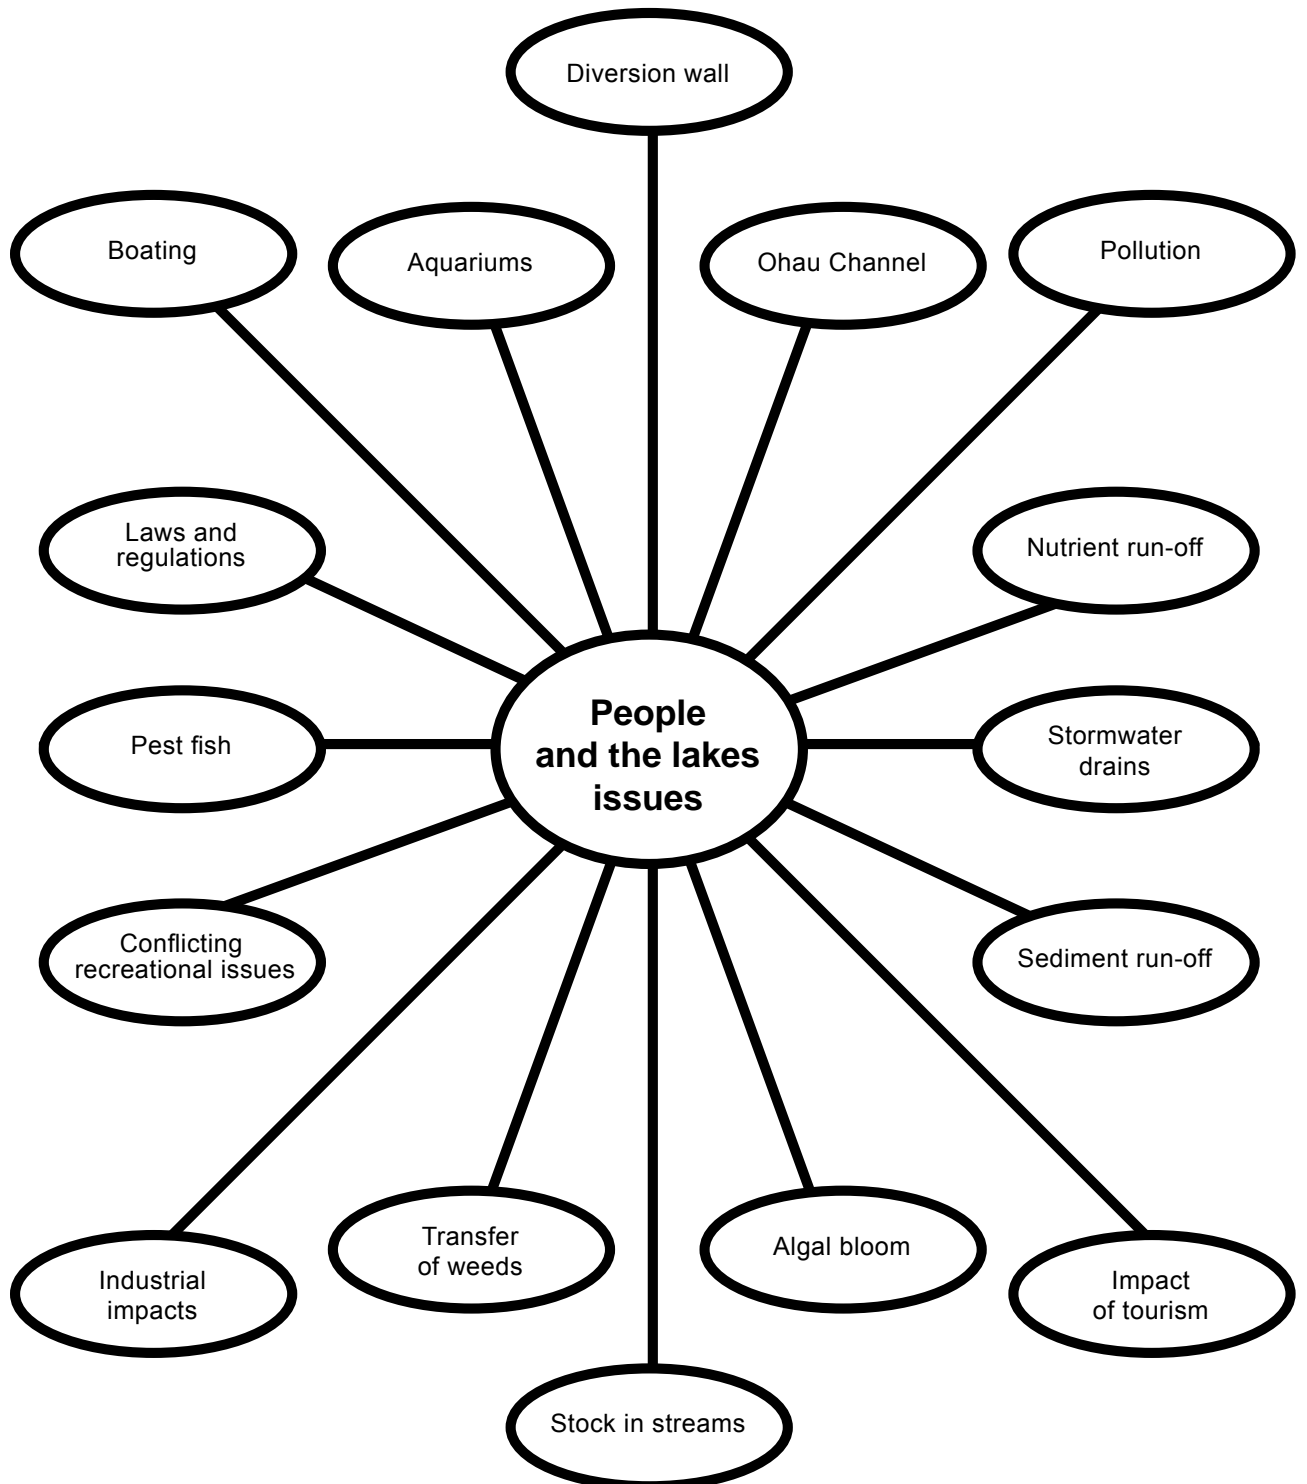 Diversion wall
Boating
Aquariums
Ohau Channel
Pollution
Laws and
regulations
Nutrient run-off
Pest fish
People
and the lakes
issues
Stormwater
drains
Conflicting
recreational issues
Sediment run-off
Industrial
impacts
Transfer
of weeds
Algal bloom
Impact
of tourism
Stock in streams